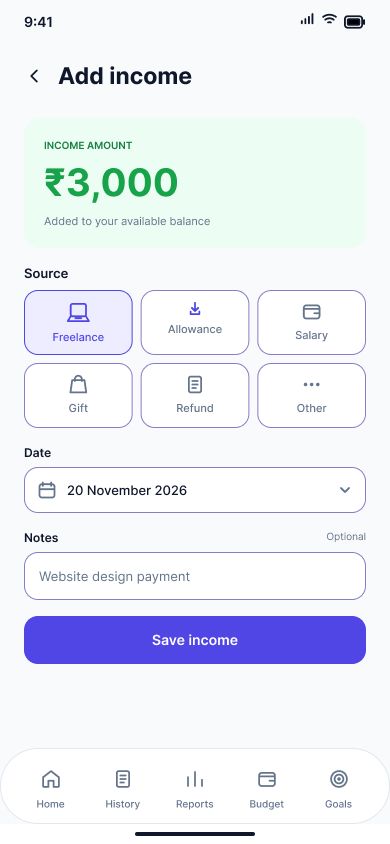 9:41
Add income
INCOME AMOUNT
₹3,000
Added to your available balance
Source
Freelance
Allowance
Salary
Gift
Refund
Other
Date
20 November 2026
Notes
Optional
Website design payment
Save income
Home
History
Reports
Budget
Goals